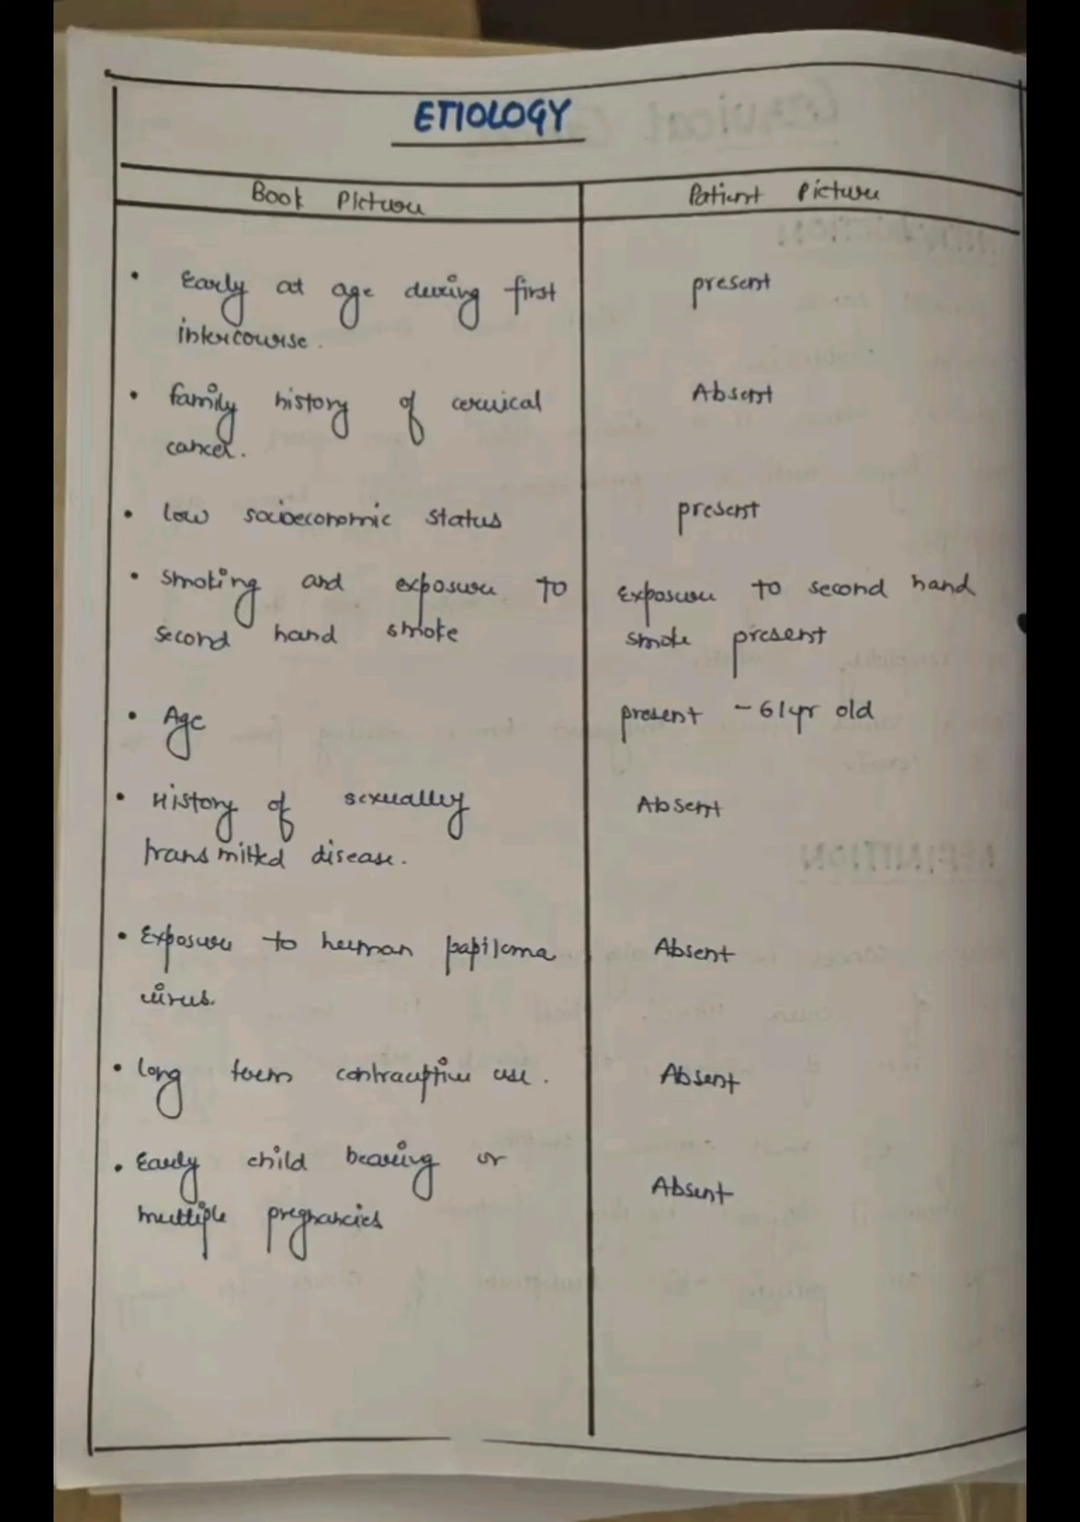 ETIOLOGY
Book Picture
Patient Picture
• Early at age during first
intercourse.
present
• family history of cervical
cancer.
Absent
• low socioeconomic status
present
• smoking and exposure to
second hand smoke
Exposure to second hand
smoke present
• Age
present - 61yr old
• History of sexually
transmitted disease.
Absent
• Exposure to human papiloma
virus.
Absent
• long term contraceptive use.
Absent
• Early child bearing or
multiple pregnancies
Absent